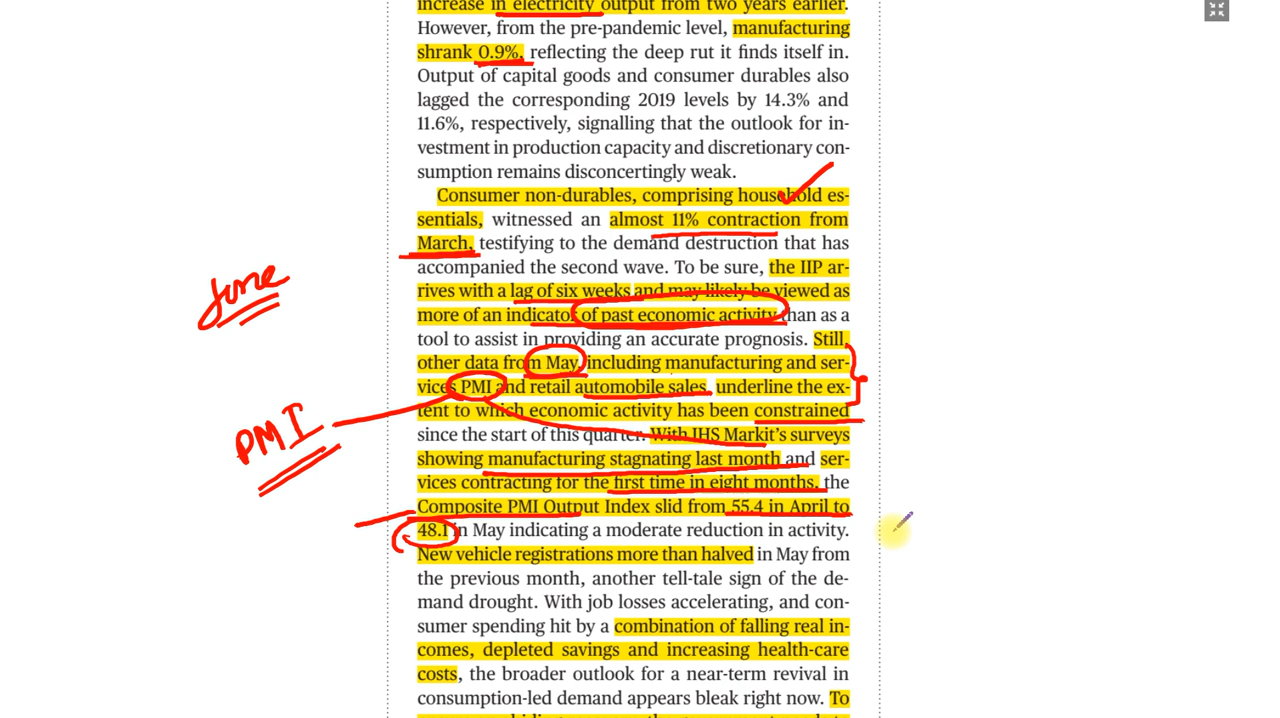 increase in electricity output from two years earlier.
However, from the pre-pandemic level, manufacturing
shrank 0.9%, reflecting the deep rut it finds itself in.
Output of capital goods and consumer durables also
lagged the corresponding 2019 levels by 14.3% and
11.6%, respectively, signalling that the outlook for in-
vestment in production capacity and discretionary con-
sumption remains disconcertingly weak.
Consumer non-durables, comprising household es-
sentials, witnessed an almost 11% contraction from
March, testifying to the demand destruction that has
accompanied the second wave. To be sure, the IIP ar-
rives with a lag of six weeks and may likely be viewed as
more of an indicator of past economic activity than as a
tool to assist in providing an accurate prognosis. Still,
other data from May, including manufacturing and ser-
vices PMI and retail automobile sales, underline the ex-
tent to which economic activity has been constrained
since the start of this quarter. With IHS Markit's surveys
showing manufacturing stagnating last month and ser-
vices contracting for the first time in eight months, the
Composite PMI Output Index slid from 55.4 in April to
48.1 in May indicating a moderate reduction in activity.
New vehicle registrations more than halved in May from
the previous month, another tell-tale sign of the de-
mand drought. With job losses accelerating, and con-
sumer spending hit by a combination of falling real in-
comes, depleted savings and increasing health-care
costs, the broader outlook for a near-term revival in
consumption-led demand appears bleak right now. To
June
PMI